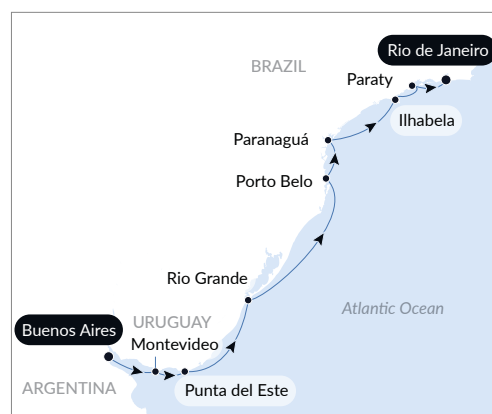 Rio de Janeiro
BRAZIL
Paraty
Ilhabela
Paranaguá
Porto Belo
Rio Grande
Atlantic Ocean
URUGUAY
Buenos Aires
Montevideo
ARGENTINA
Punta del Este